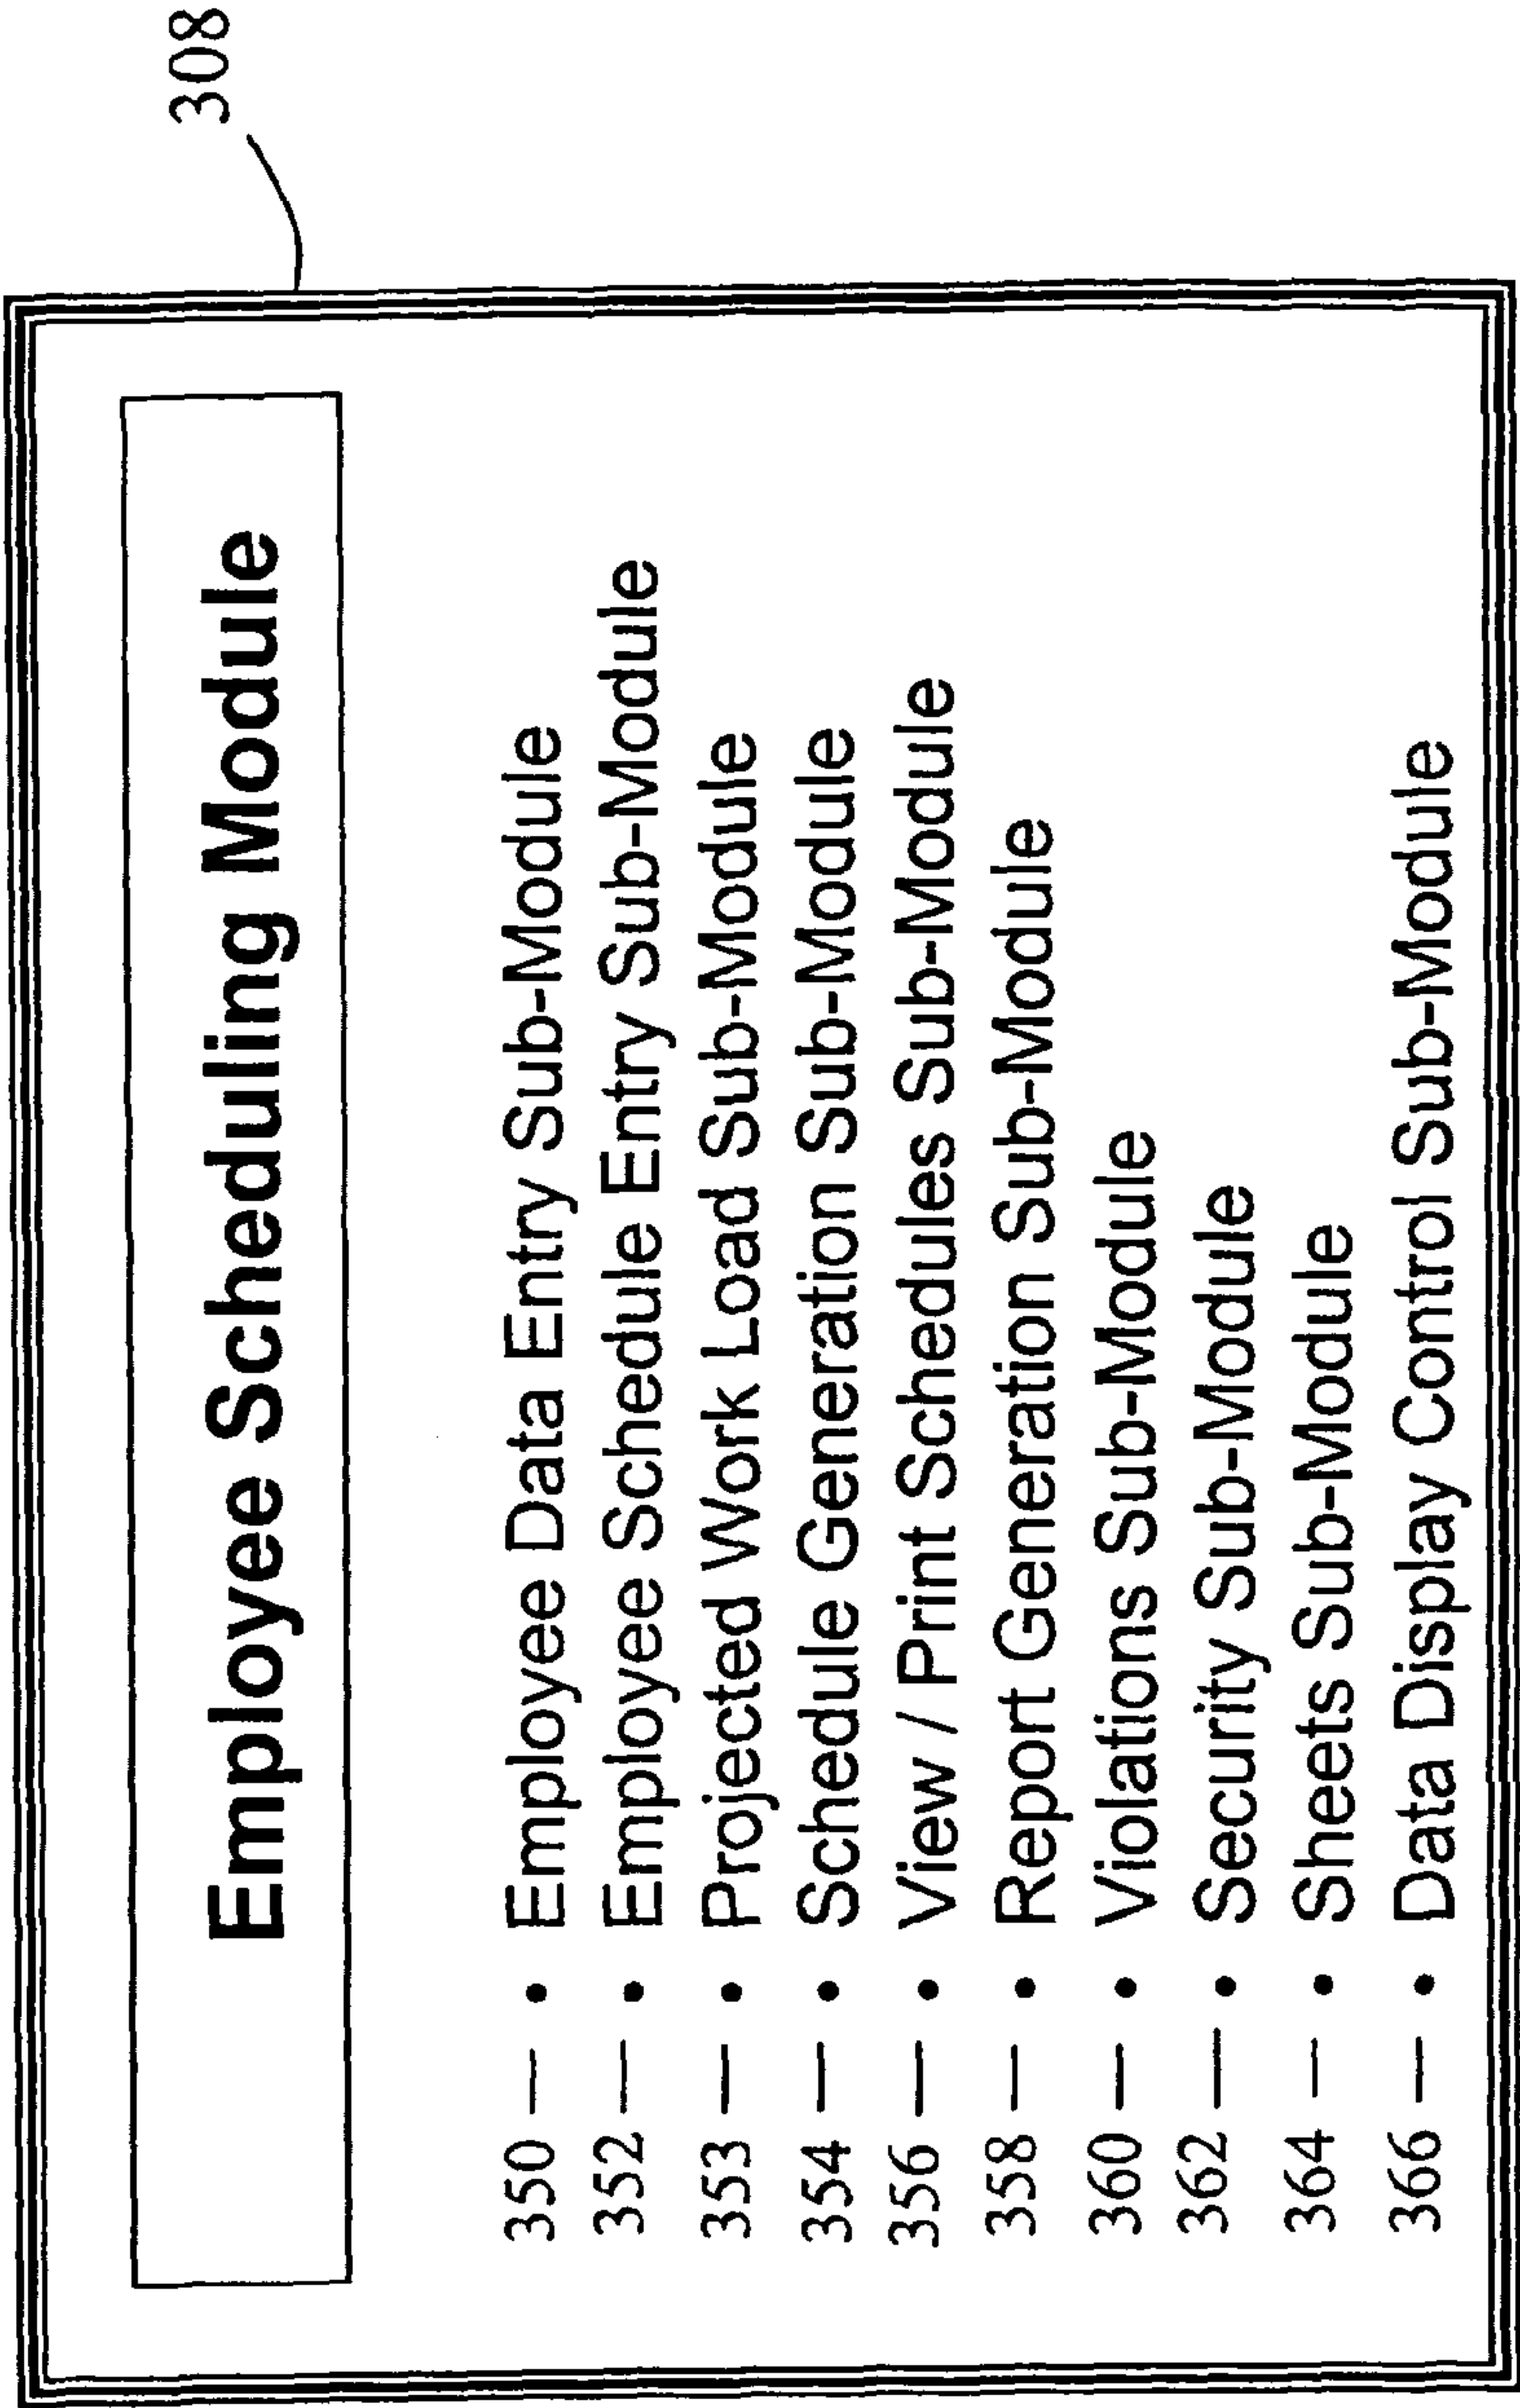 308
Employee Scheduling Module
350 — • Employee Data Entry Sub-Module
352 — • Employee Schedule Entry Sub-Module
353 — • Projected Work Load Sub-Module
354 — • Schedule Generation Sub-Module
356 — • View / Print Schedules Sub-Module
358 — • Report Generation Sub-Module
360 — • Violations Sub-Module
362 — • Security Sub-Module
364 — • Sheets Sub-Module
366 — • Data Display Control Sub-Module